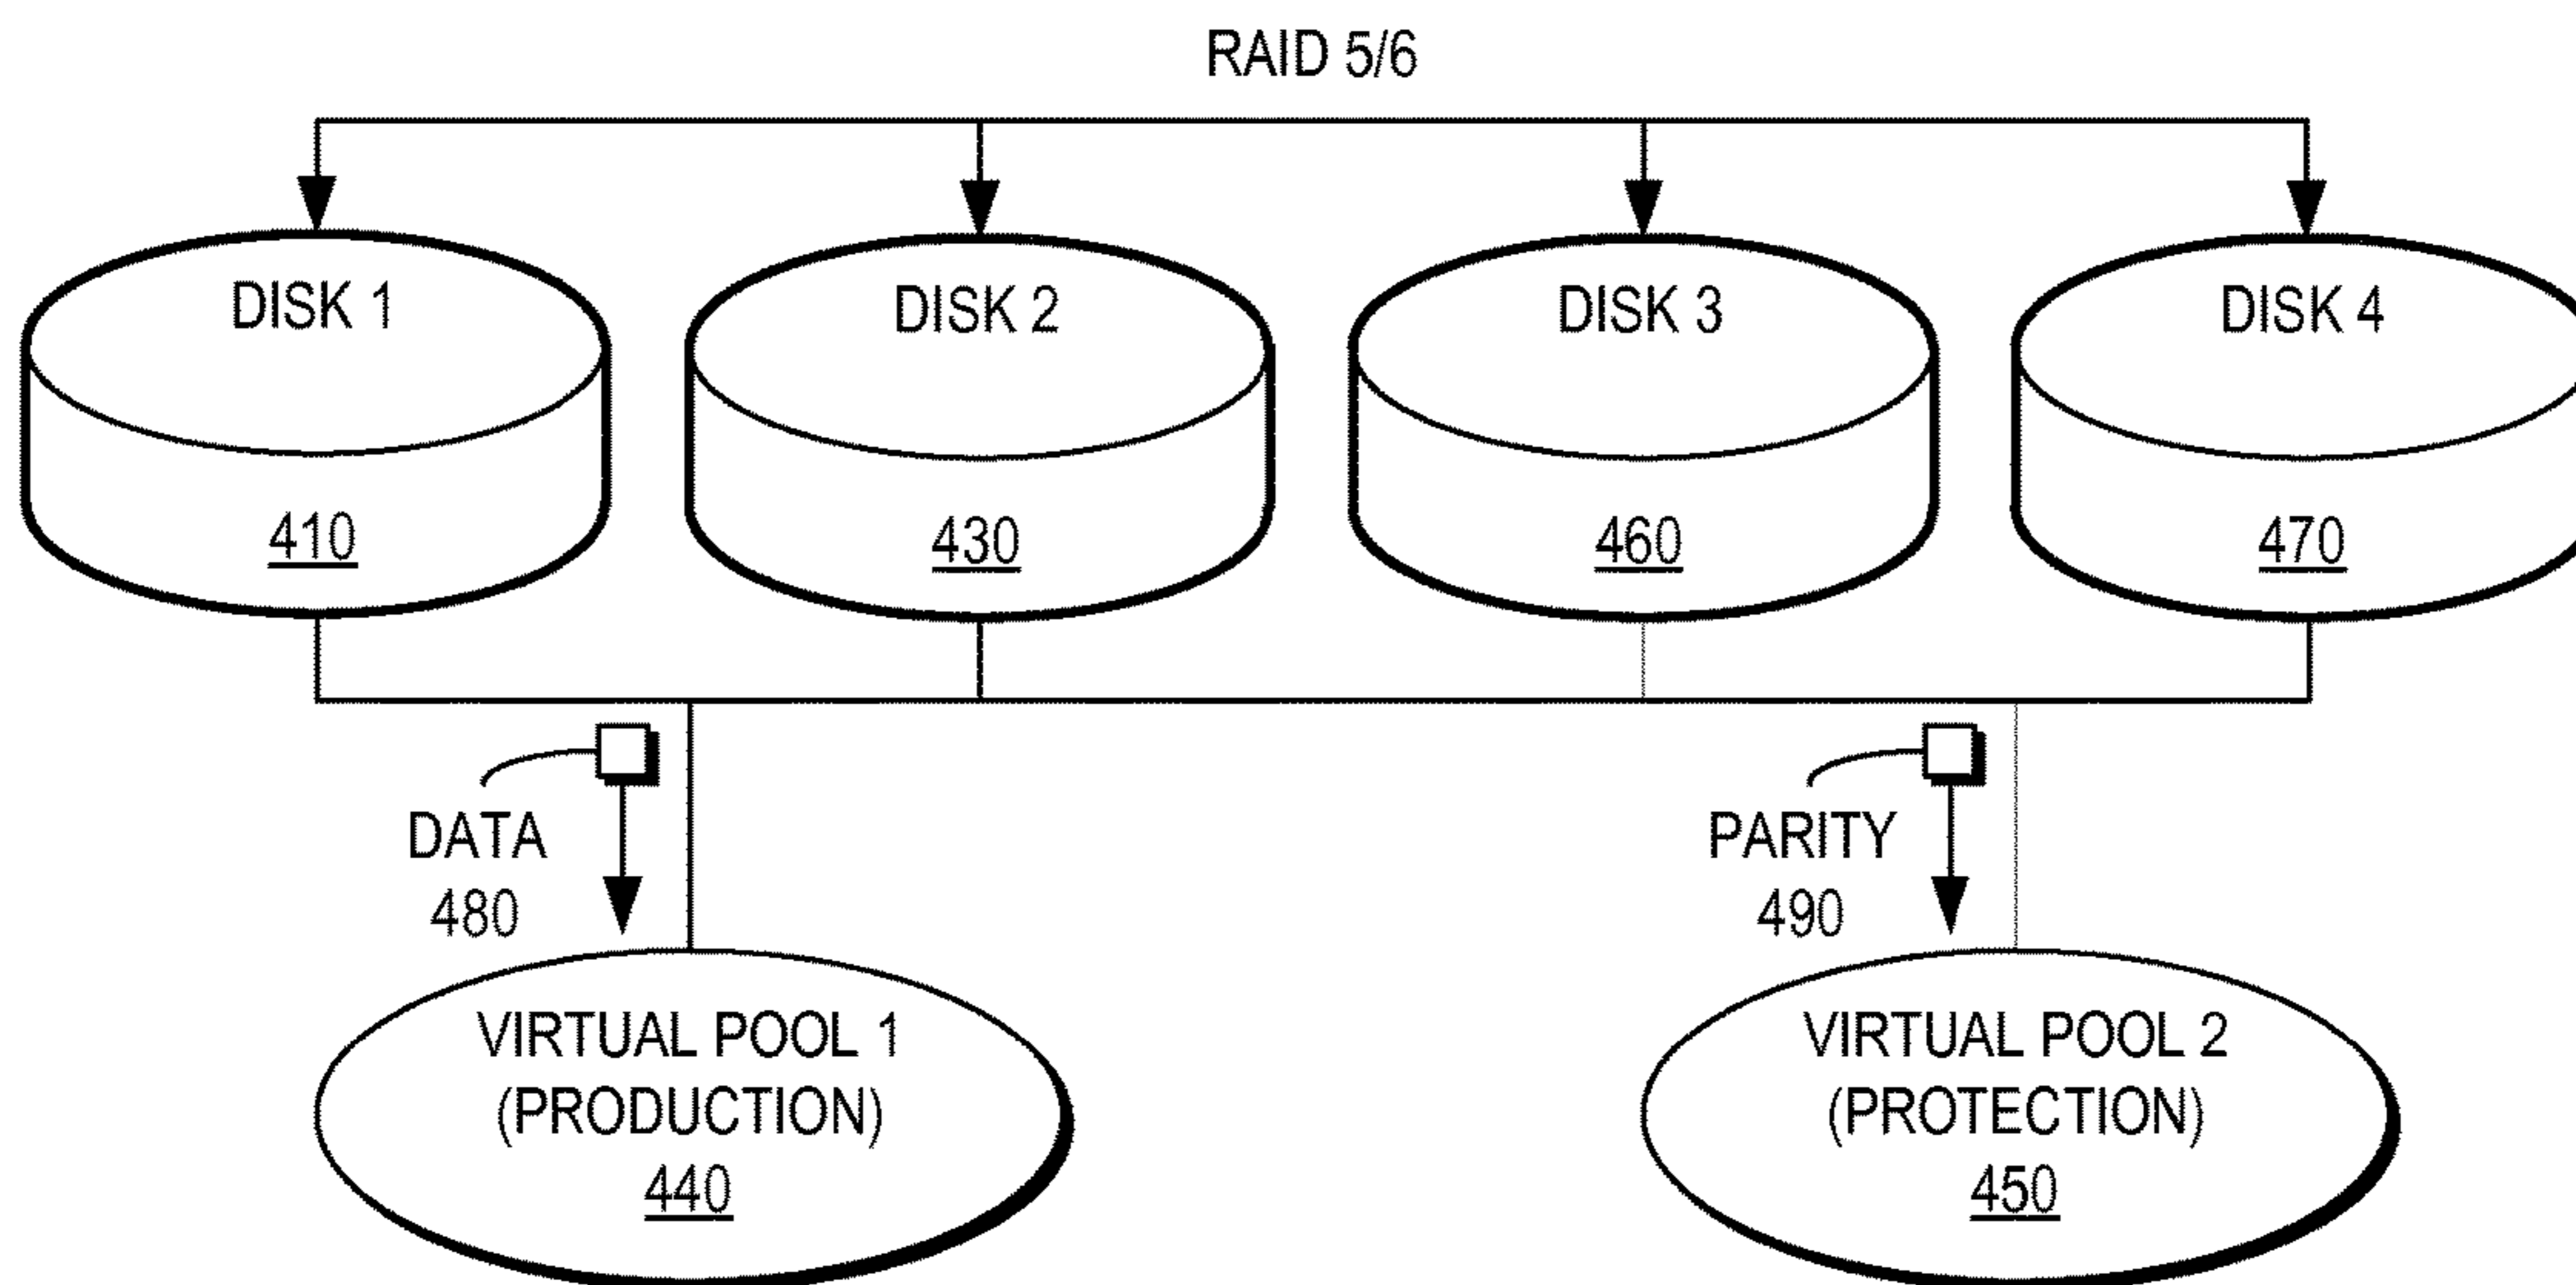 RAID 5/6
DISK 1
DISK 2
DISK 3
DISK 4
410
430
460
470
DATA
480
PARITY
490
VIRTUAL POOL 1
(PRODUCTION)
440
VIRTUAL POOL 2
(PROTECTION)
450